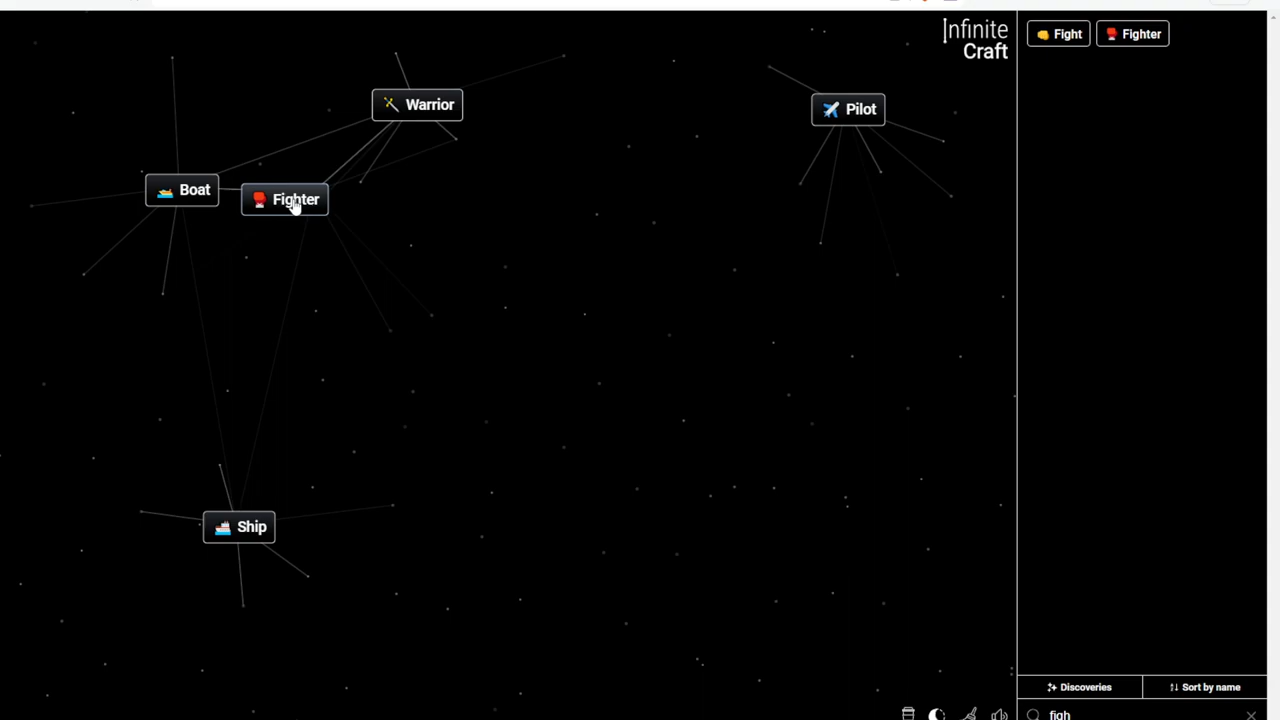 Infinite
Craft
Fight
Fighter
Warrior
Pilot
Boat
Fighter
Ship
Discoveries
Sort by name
figh